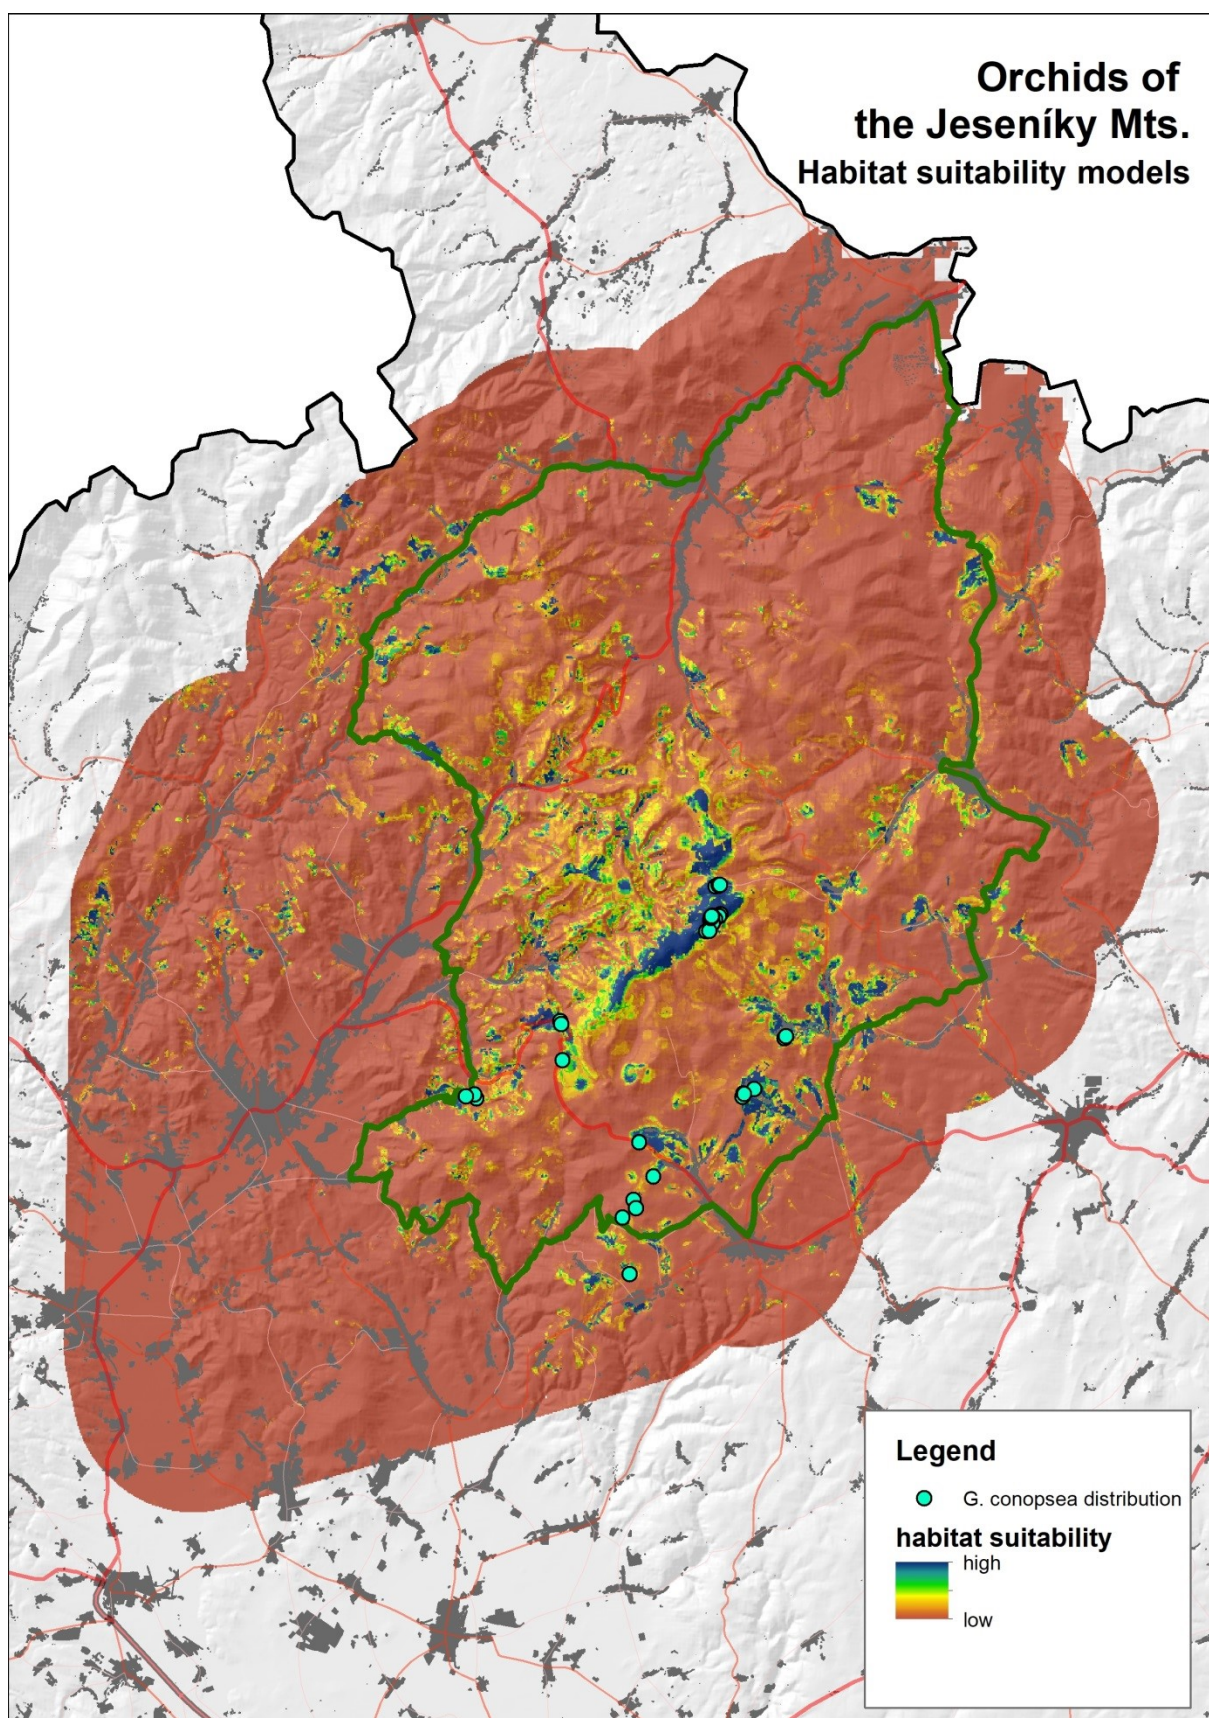 Orchids of
the Jeseníky Mts.
Habitat suitability models
Legend
G. conopsea distribution
habitat suitability
high
low